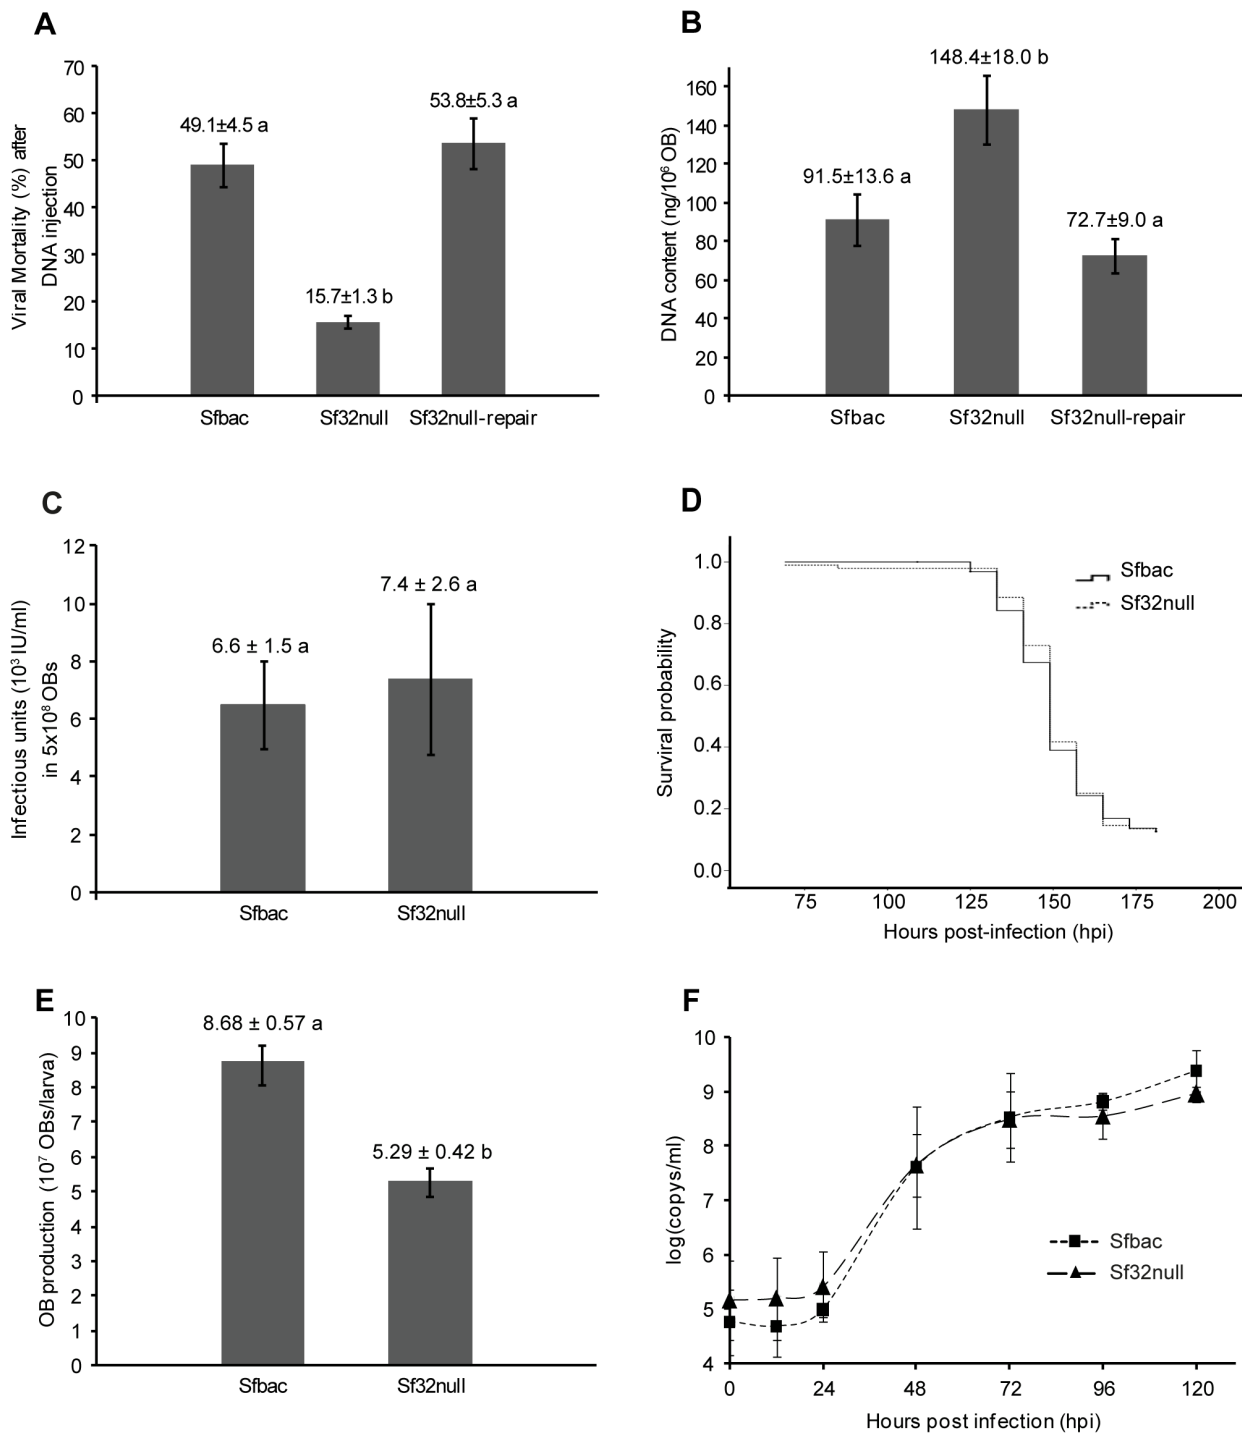 A
Viral Mortality (%) after
DNA injection
70
60
50
40
30
20
10
0
49.1±4.5 a
15.7±1.3 b
53.8±5.3 a
Sfbac
Sf32null
Sf32null-repair
B
DNA content (ng/10⁶ OB)
160
140
120
100
80
60
40
20
0
91.5±13.6 a
148.4±18.0 b
72.7±9.0 a
Sfbac
Sf32null
Sf32null-repair
C
Infectious units (10³ IU/ml)
in 5x10⁸ OBs
12
10
8
6
4
2
0
6.6 ± 1.5 a
7.4 ± 2.6 a
Sfbac
Sf32null
D
Surviral probability
1.0
0.8
0.6
0.4
0.2
0.0
Sfbac
Sf32null
75
100
125
150
175
200
Hours post-infection (hpi)
E
OB production (10⁷ OBs/larva)
10
9
8
7
6
5
4
3
2
1
0
8.68 ± 0.57 a
5.29 ± 0.42 b
Sfbac
Sf32null
F
log(copys/ml)
10
9
8
7
6
5
4
Sfbac
Sf32null
0
24
48
72
96
120
Hours post infection (hpi)